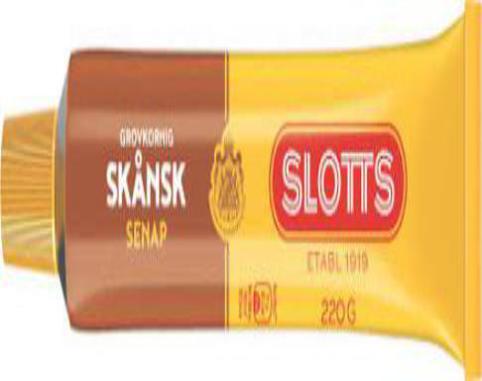 GROVKORNIG
SKÅNSK
SENAP
SLOTTS
ETABL 1919
220 G